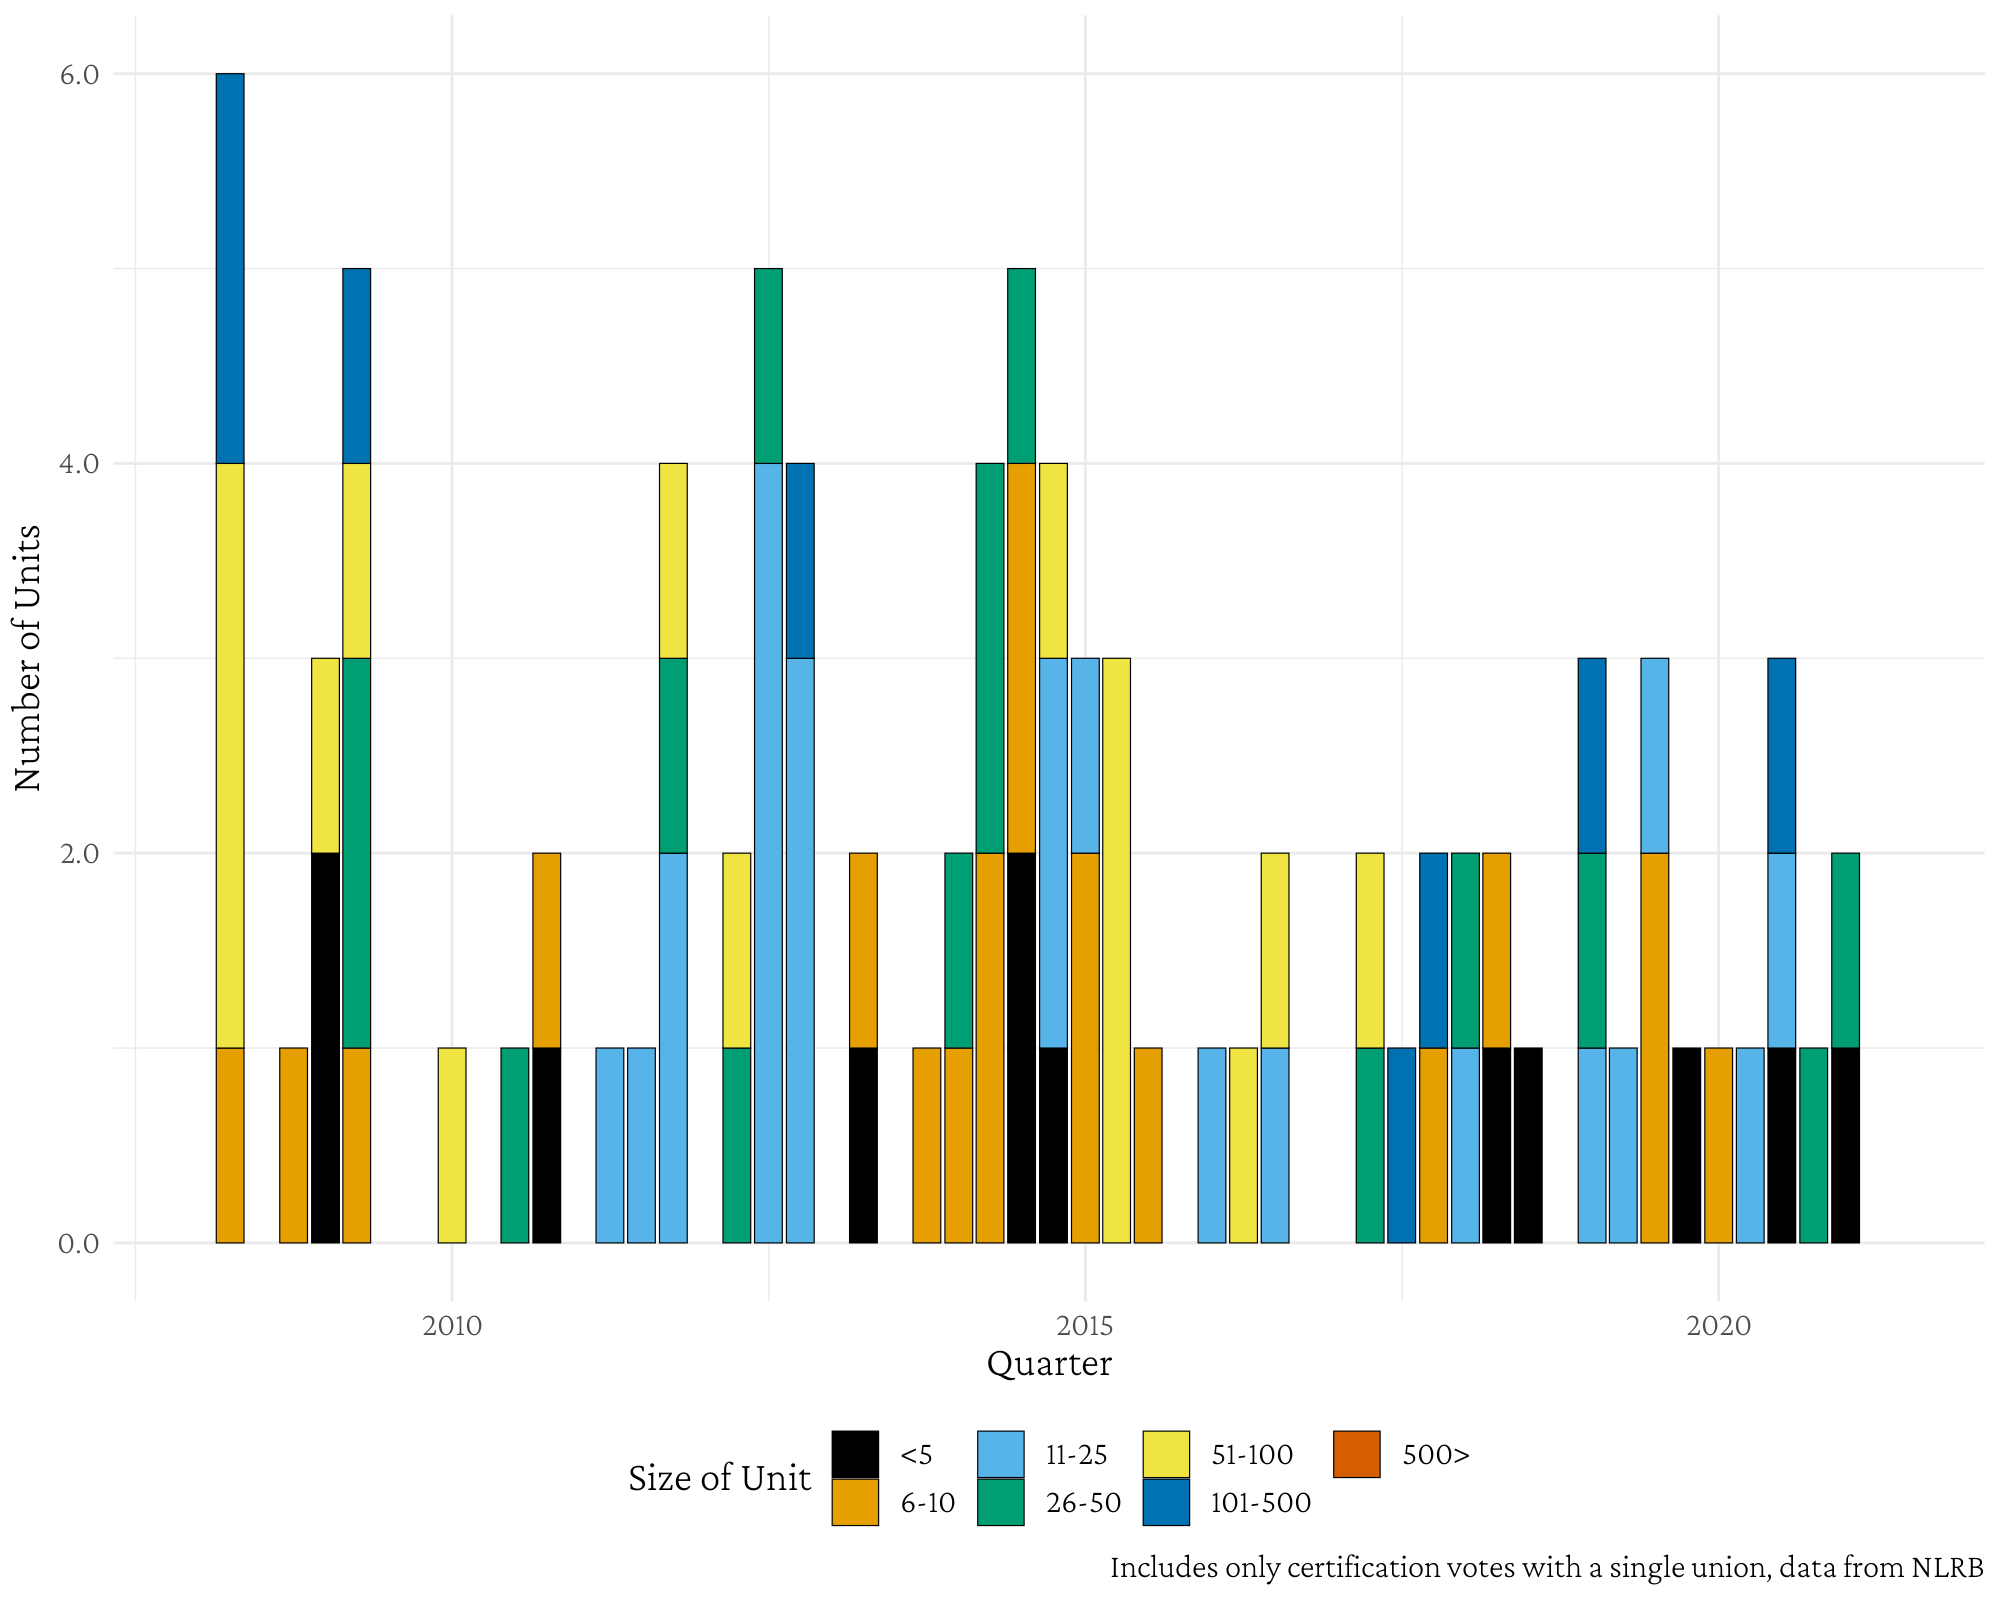 6.0
4.0
2.0
0.0
Number of Units
2010 2015 2020
Quarter
Size of Unit
<5 11-25 51-100 500>
6-10 26-50 101-500
Includes only certification votes with a single union, data from NLRB